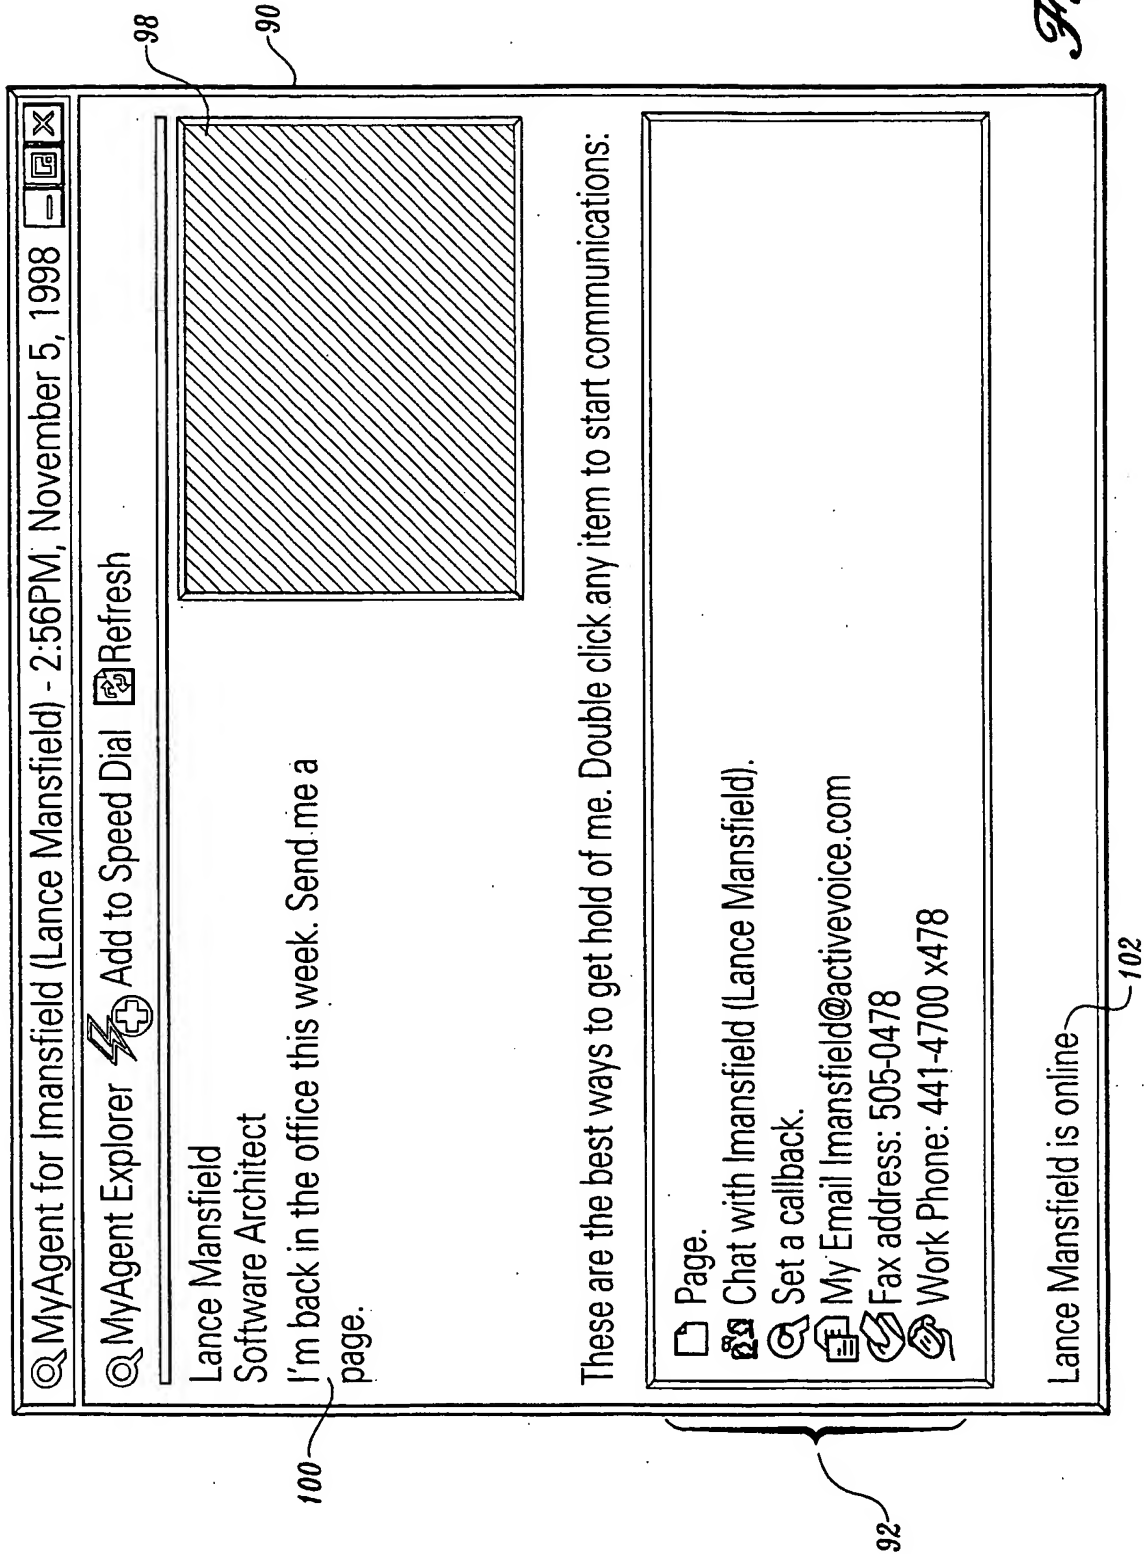 MyAgent for lmansfield (Lance Mansfield) - 2:56PM, November 5, 1998
MyAgent Explorer Add to Speed Dial Refresh
98
90
Lance Mansfield
Software Architect
I'm back in the office this week. Send me a
page.
100
These are the best ways to get hold of me. Double click any item to start communications:
92
Page.
Chat with lmansfield (Lance Mansfield).
Set a callback.
My Email lmansfield@activevoice.com
Fax address: 505-0478
Work Phone: 441-4700 x478
Lance Mansfield is online
102